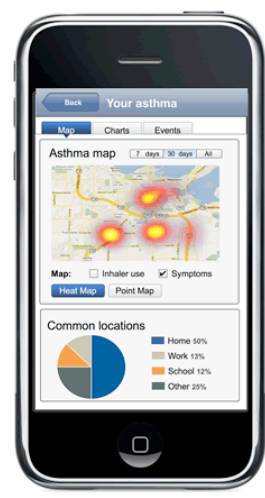 Back Your asthma
Map Charts Events
Asthma map 7 days 30 days All
Map: Inhaler use Symptoms
Heat Map Point Map
Common locations
Home 50%
Work 13%
School 12%
Other 25%